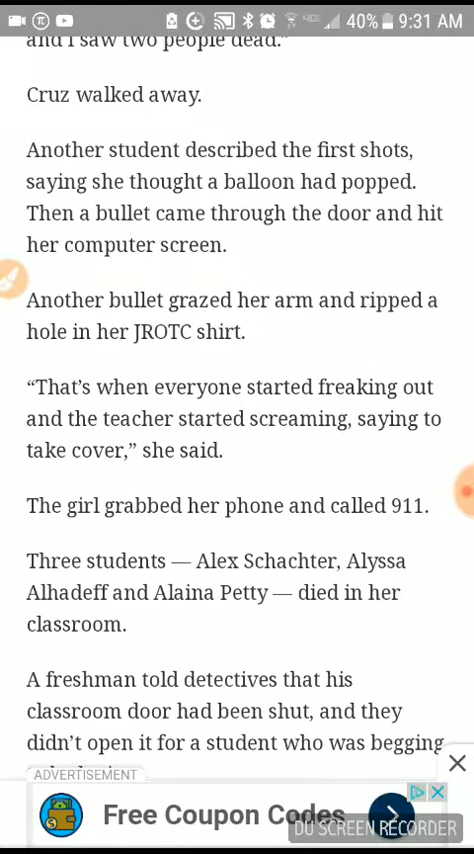 40% 9:31 AM
and I saw two people dead.”
Cruz walked away.
Another student described the first shots,
saying she thought a balloon had popped.
Then a bullet came through the door and hit
her computer screen.
Another bullet grazed her arm and ripped a
hole in her JROTC shirt.
“That’s when everyone started freaking out
and the teacher started screaming, saying to
take cover,” she said.
The girl grabbed her phone and called 911.
Three students — Alex Schachter, Alyssa
Alhadeff and Alaina Petty — died in her
classroom.
A freshman told detectives that his
classroom door had been shut, and they
didn’t open it for a student who was begging
ADVERTISEMENT
Free Coupon Codes
DU SCREEN RECORDER